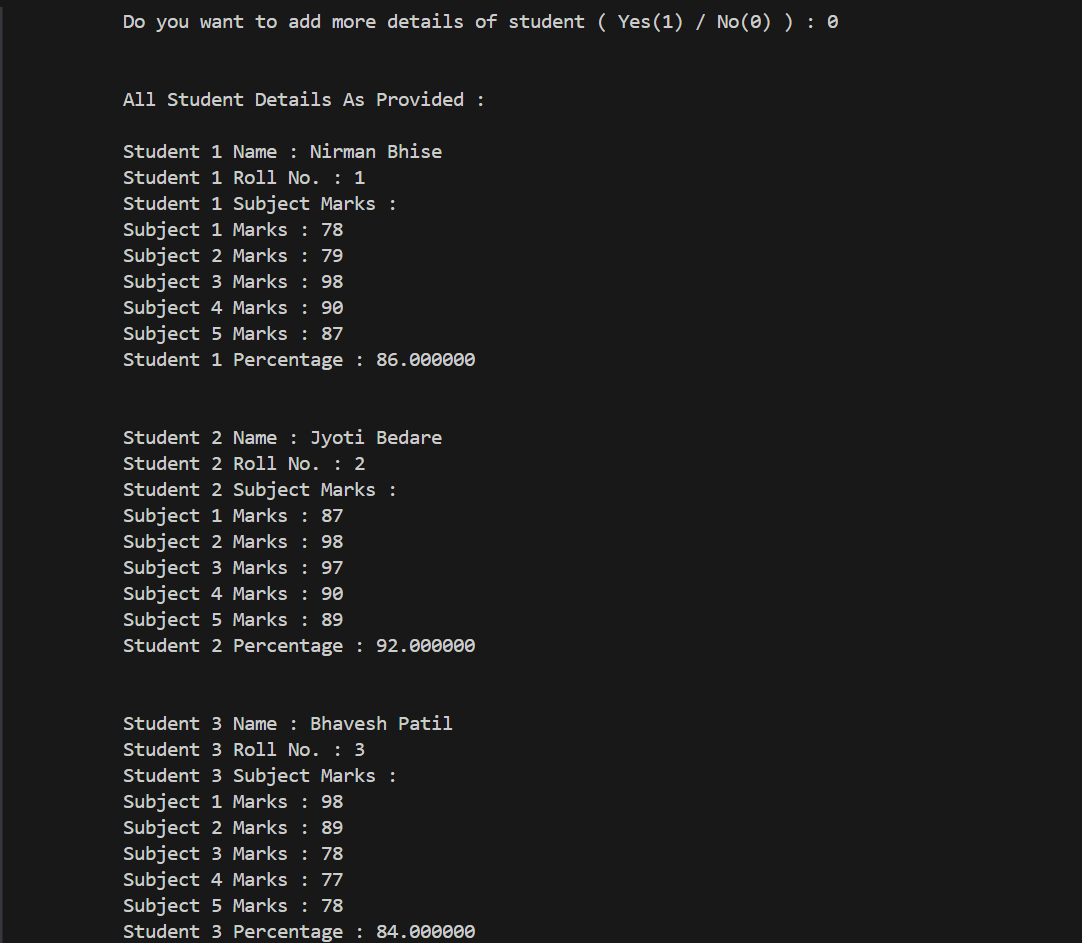 Do you want to add more details of student ( Yes(1) / No(0) ) : 0
All Student Details As Provided :
Student 1 Name : Nirman Bhise
Student 1 Roll No. : 1
Student 1 Subject Marks :
Subject 1 Marks : 78
Subject 2 Marks : 79
Subject 3 Marks : 98
Subject 4 Marks : 90
Subject 5 Marks : 87
Student 1 Percentage : 86.000000
Student 2 Name : Jyoti Bedare
Student 2 Roll No. : 2
Student 2 Subject Marks :
Subject 1 Marks : 87
Subject 2 Marks : 98
Subject 3 Marks : 97
Subject 4 Marks : 90
Subject 5 Marks : 89
Student 2 Percentage : 92.000000
Student 3 Name : Bhavesh Patil
Student 3 Roll No. : 3
Student 3 Subject Marks :
Subject 1 Marks : 98
Subject 2 Marks : 89
Subject 3 Marks : 78
Subject 4 Marks : 77
Subject 5 Marks : 78
Student 3 Percentage : 84.000000